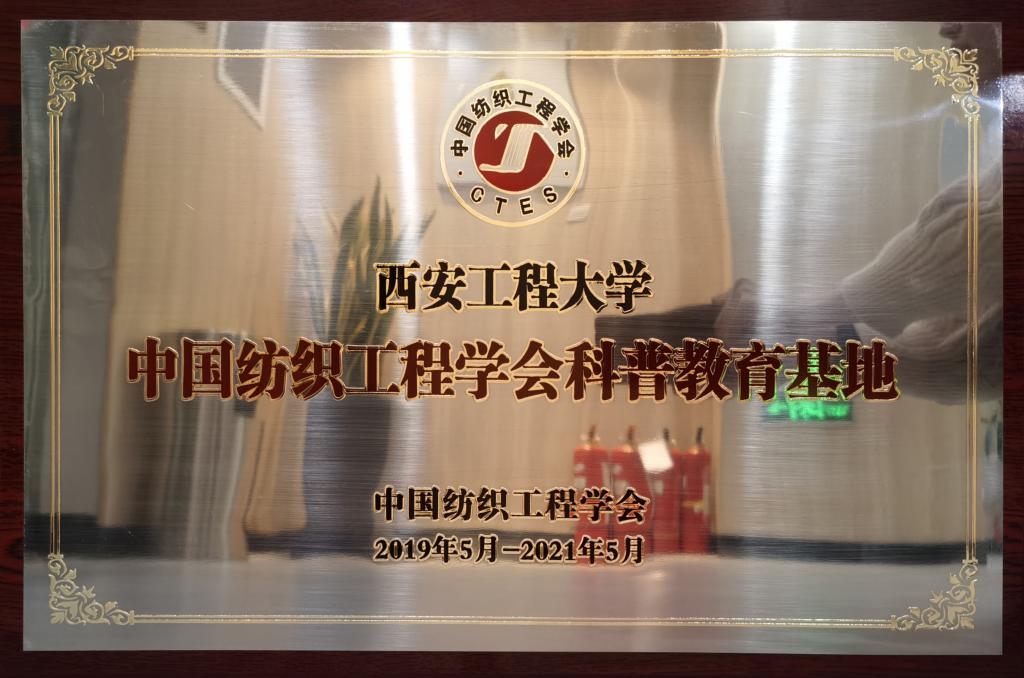 中国纺织工程学会
·CTES·
西安工程大学
中国纺织工程学会科普教育基地
中国纺织工程学会
2019年5月-2021年5月